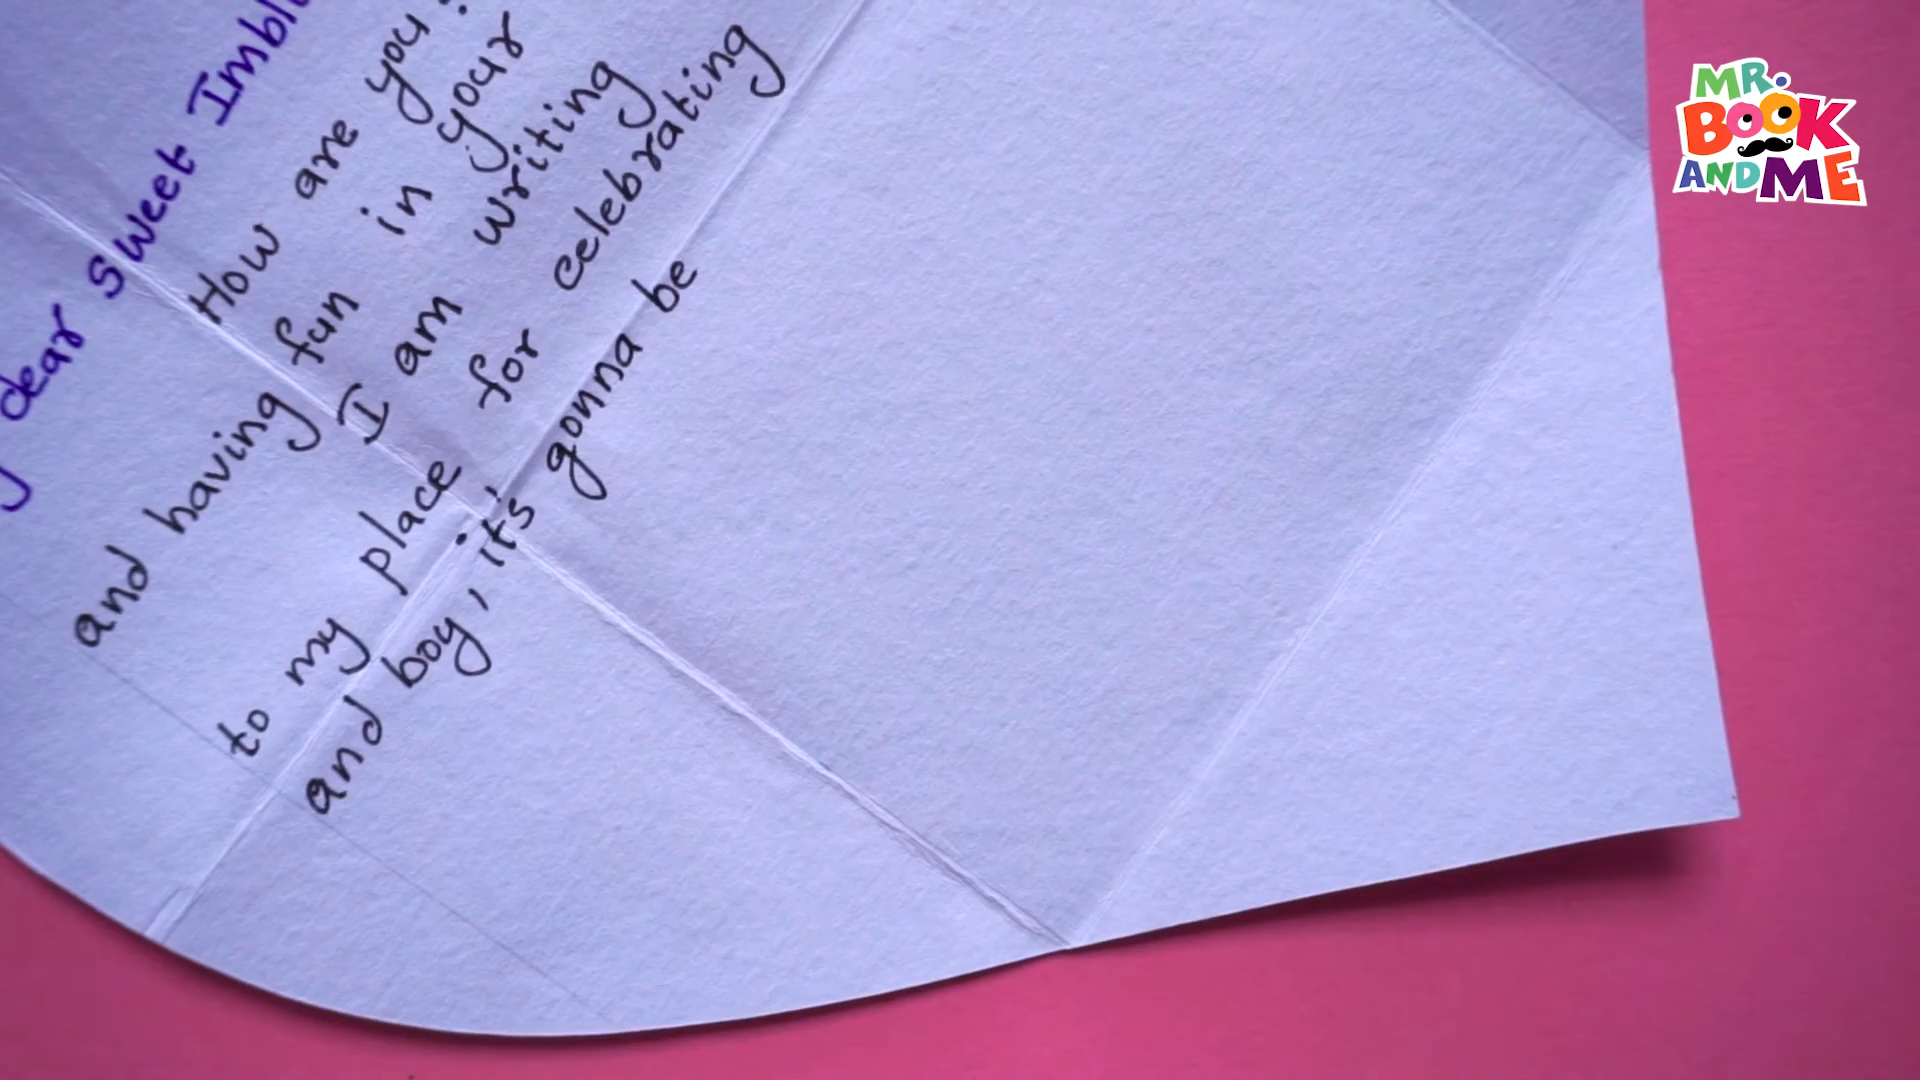 dear sweet
How are you?
and having fun in your
I am writing
to my place for celebrating
and boy, it's gonna be
MR.
BOOK
AND ME